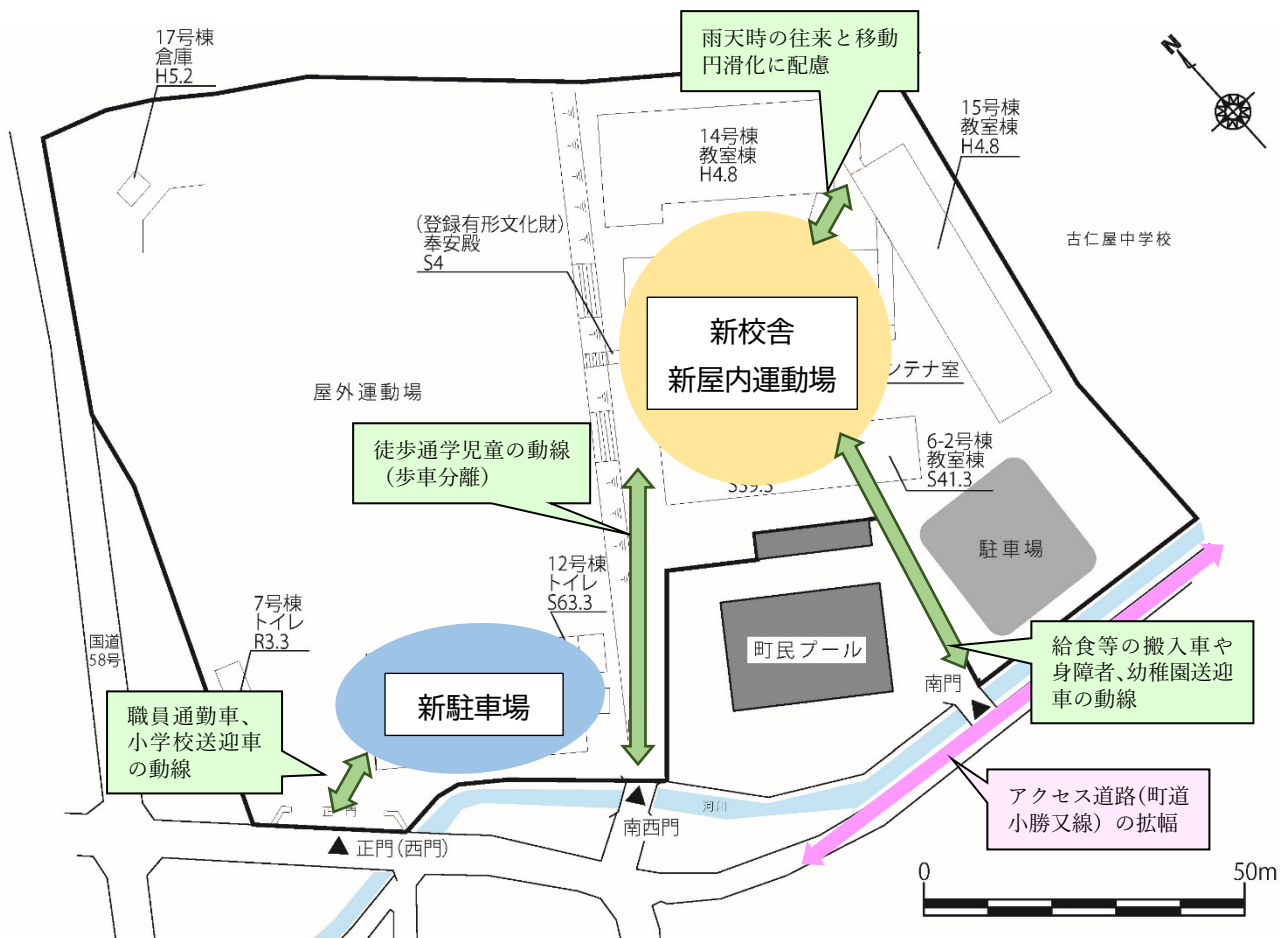 17号棟
倉庫
H5.2
雨天時の往来と移動
円滑化に配慮
N
14号棟
教室棟
H4.8
15号棟
教室棟
H4.8
(登録有形文化財)
奉安殿
S4
古仁屋中学校
新校舎
新屋内運動場
ンテナ室
屋外運動場
徒歩通学児童の動線
(歩車分離)
6-2号棟
教室棟
S41.3
S39.3
駐車場
12号棟
トイレ
S63.3
7号棟
トイレ
R3.3
国道
58号
町民プール
給食等の搬入車や
身障者、幼稚園送迎
車の動線
南門
新駐車場
職員通勤車、
小学校送迎車
の動線
アクセス道路(町道
小勝又線)の拡幅
河川
南西門
正門
正門(西門)
0
50m